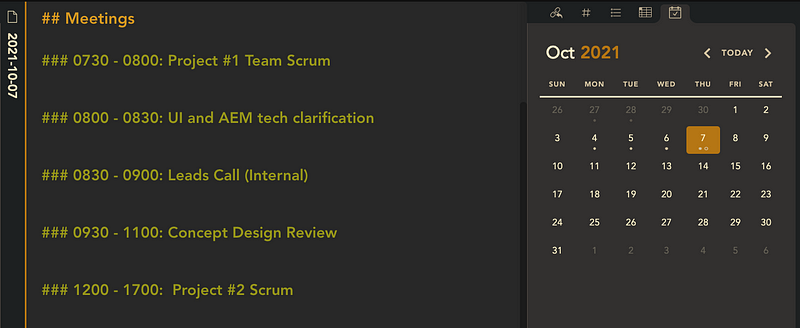 2021-10-07
## Meetings
### 0730 - 0800: Project #1 Team Scrum
### 0800 - 0830: UI and AEM tech clarification
### 0830 - 0900: Leads Call (Internal)
### 0930 - 1100: Concept Design Review
### 1200 - 1700:  Project #2 Scrum
Oct 2021
TODAY
SUN MON TUE WED THU FRI SAT
26 27 28 29 30 1 2
3 4 5 6 7 8 9
10 11 12 13 14 15 16
17 18 19 20 21 22 23
24 25 26 27 28 29 30
31 1 2 3 4 5 6